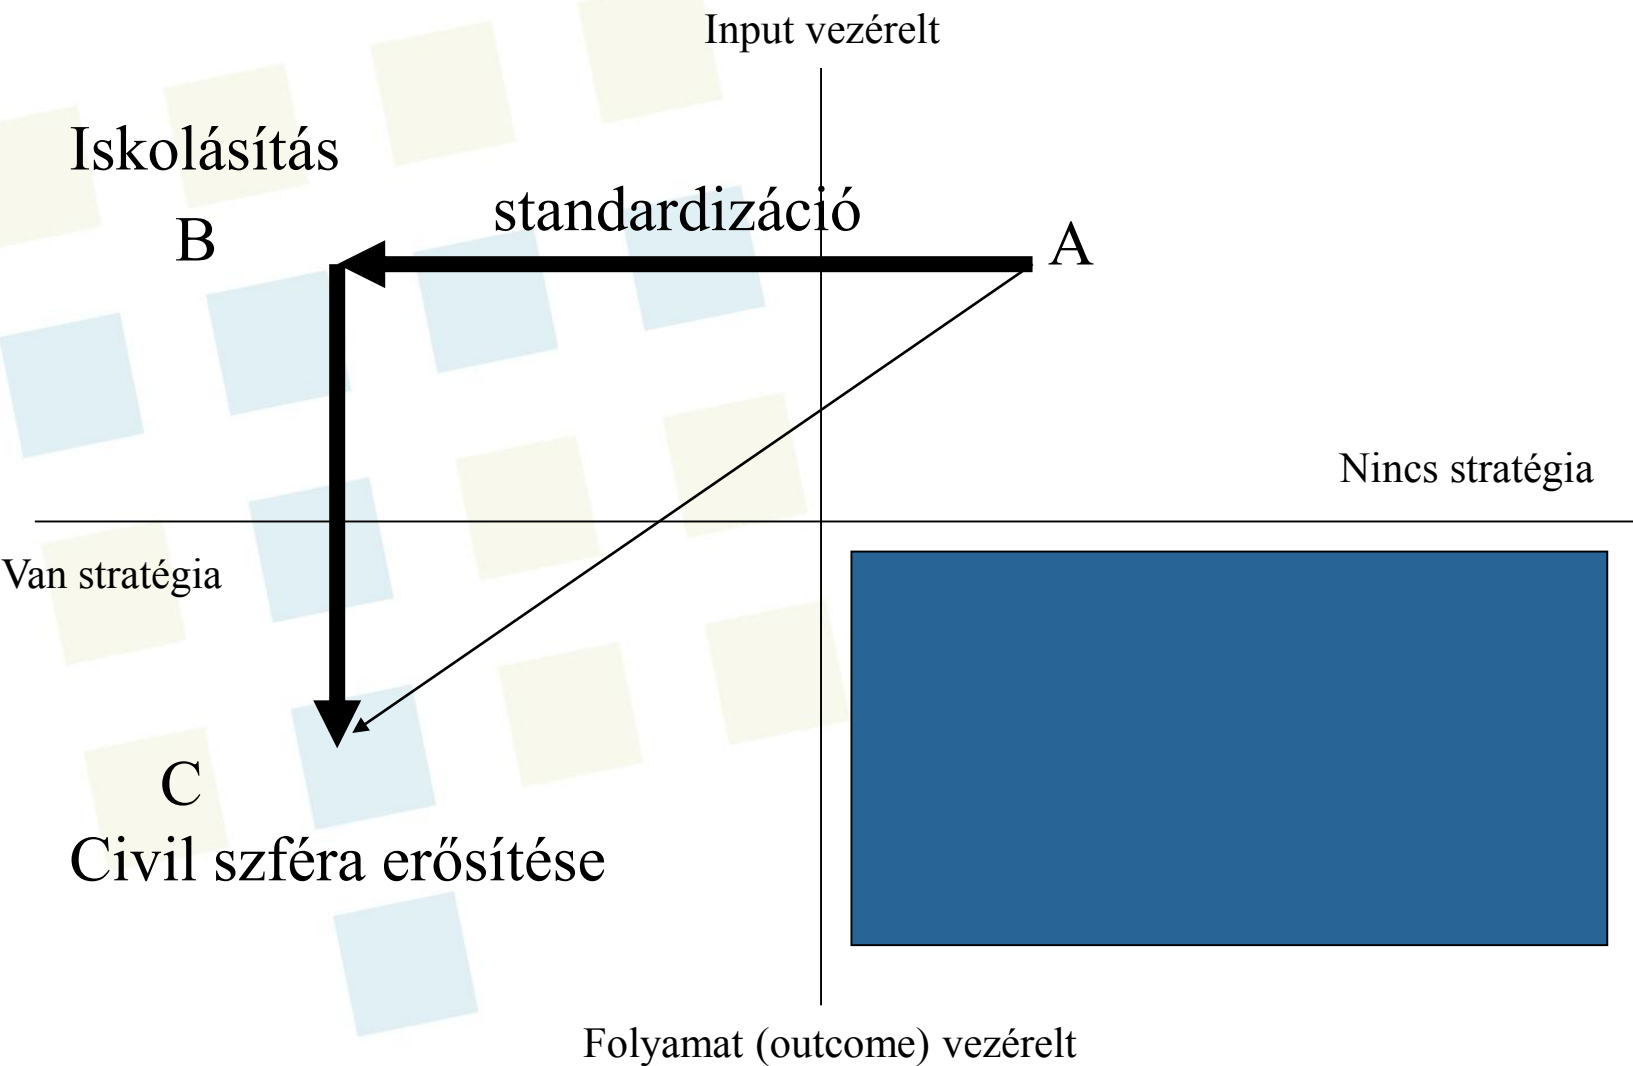 Input vezérelt
Iskolásítás
standardizáció
B
A
Nincs stratégia
Van stratégia
C
Civil szféra erősítése
Folyamat (outcome) vezérelt